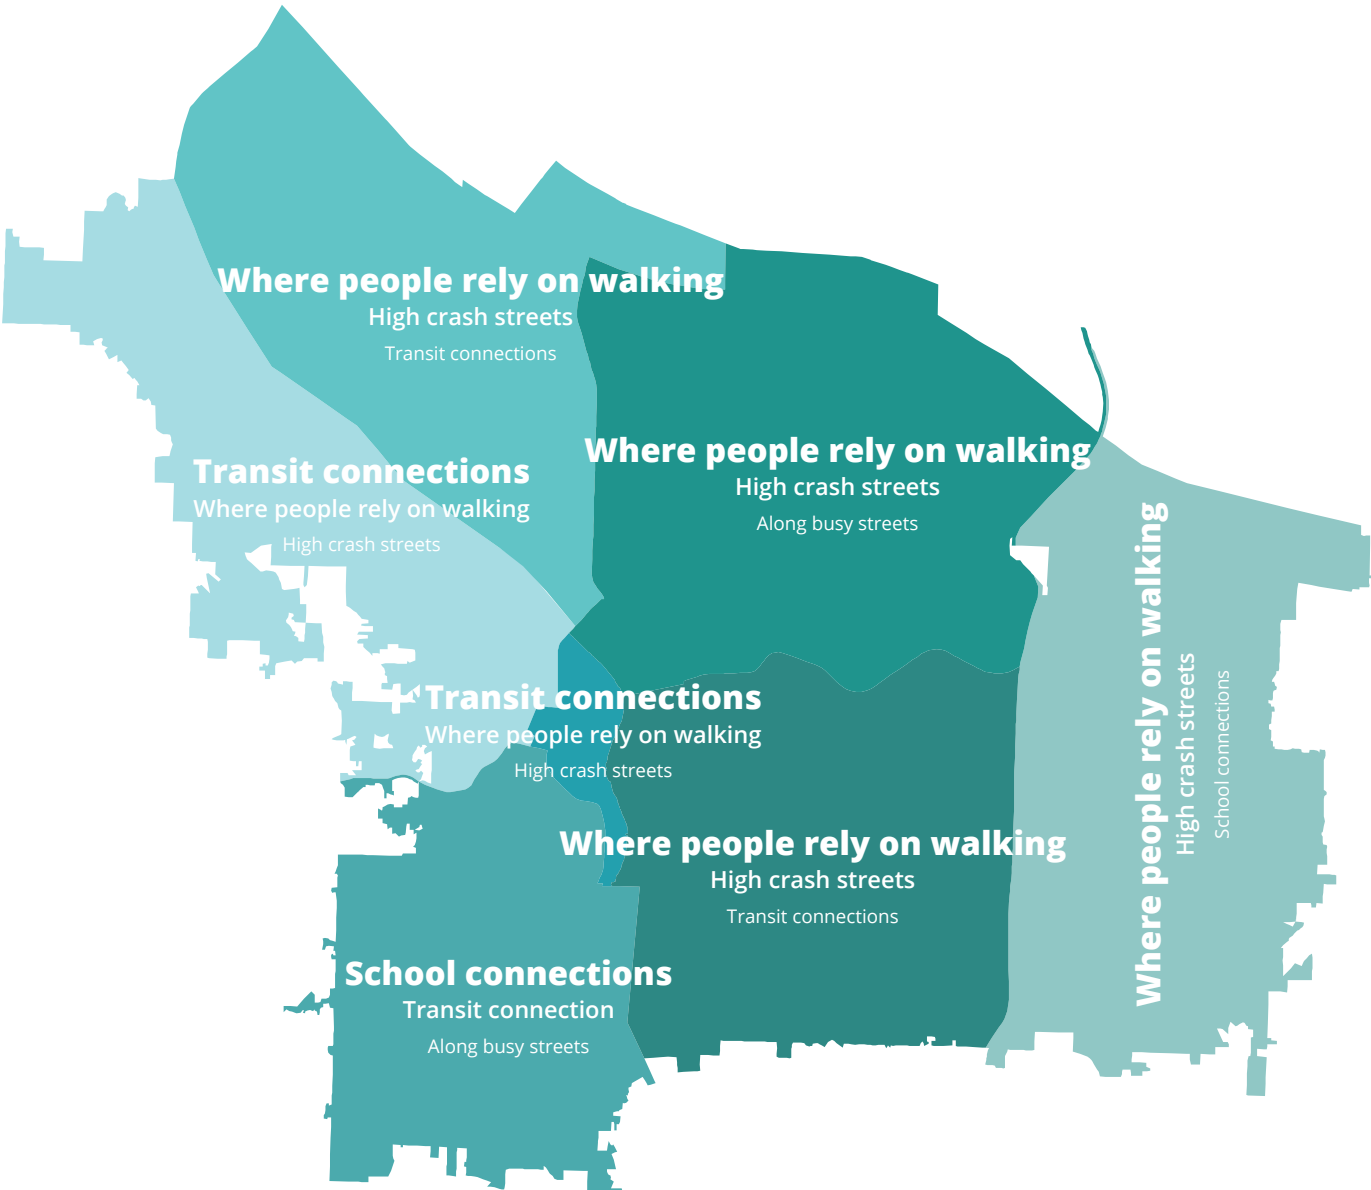 Where people rely on walking
High crash streets
Transit connections
Where people rely on walking
High crash streets
Along busy streets
Transit connections
Where people rely on walking
High crash streets
Where people rely on walking
High crash streets
School connections
Transit connections
Where people rely on walking
High crash streets
Where people rely on walking
High crash streets
Transit connections
School connections
Transit connection
Along busy streets